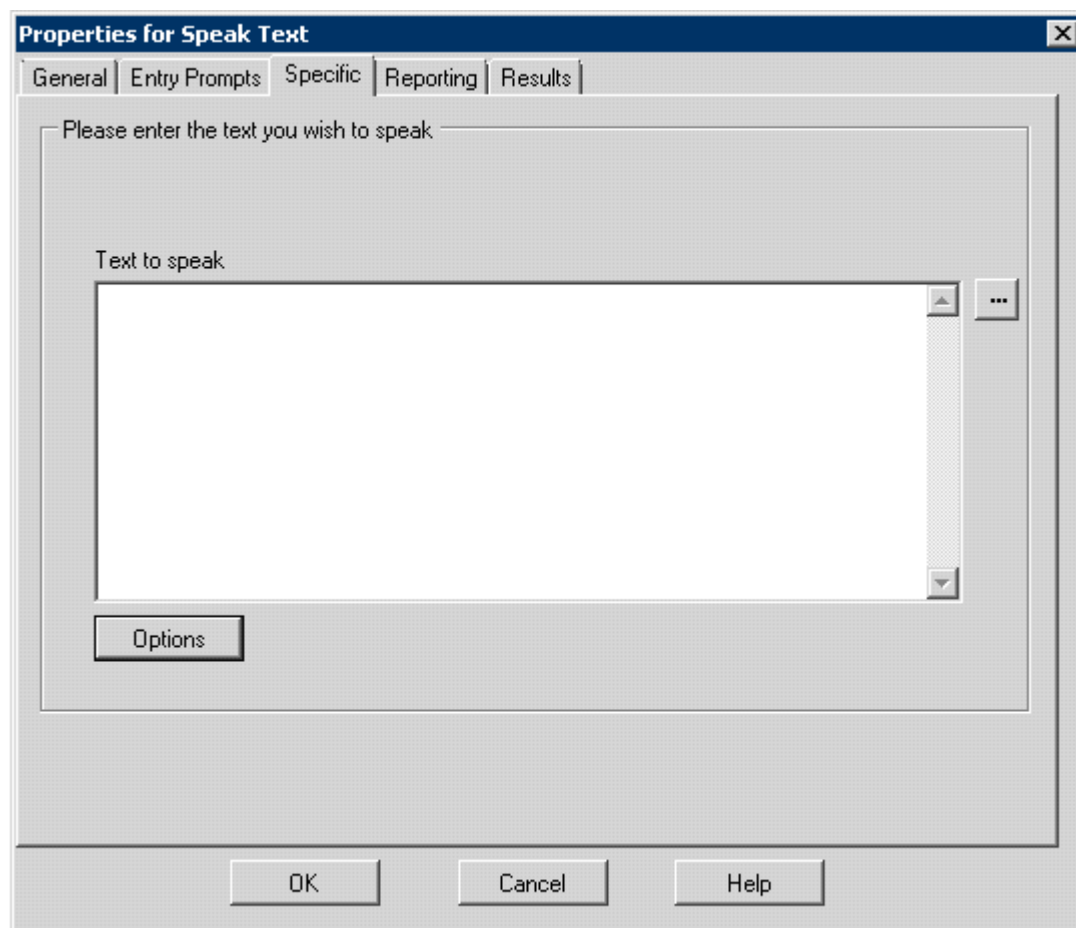 Properties for Speak Text
General Entry Prompts Specific Reporting Results
Please enter the text you wish to speak
Text to speak
...
Options
OK Cancel Help